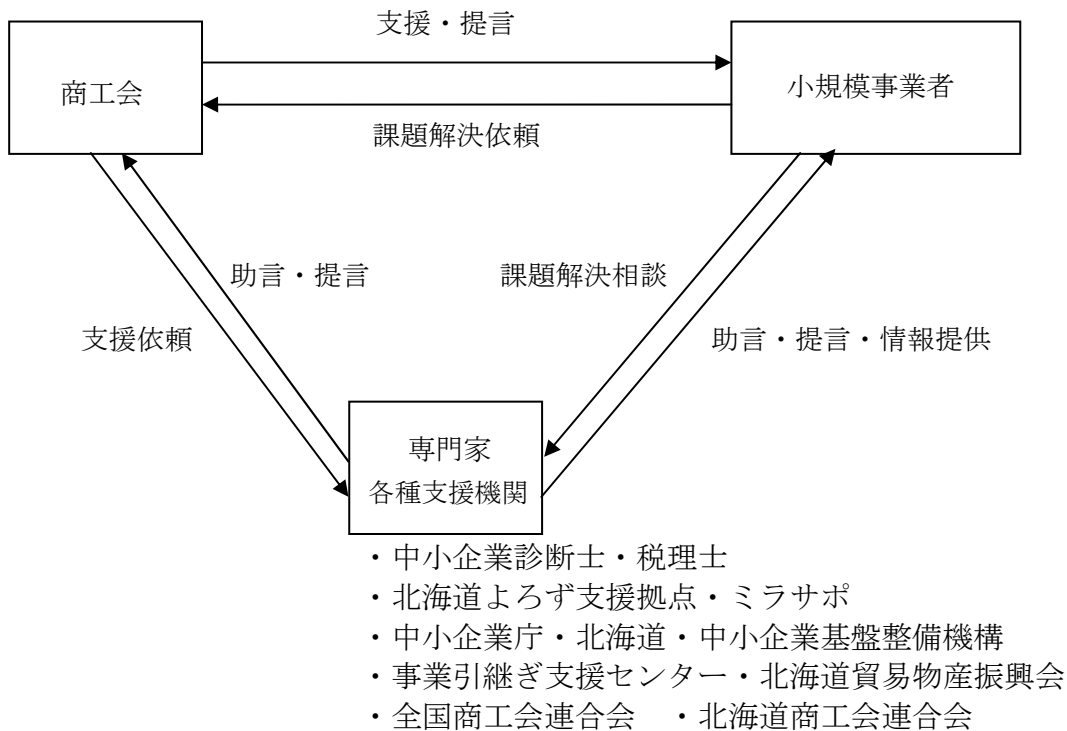 支援・提言
商工会
小規模事業者
課題解決依頼
助言・提言
課題解決相談
支援依頼
助言・提言・情報提供
専門家
各種支援機関
・中小企業診断士・税理士
・北海道よろず支援拠点・ミラサポ
・中小企業庁・北海道・中小企業基盤整備機構
・事業引継ぎ支援センター・北海道貿易物産振興会
・全国商工会連合会　・北海道商工会連合会